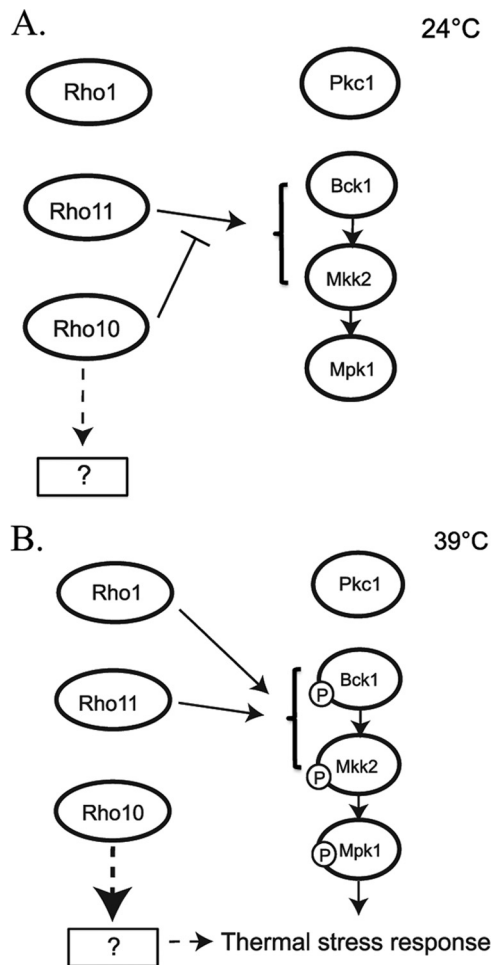 A.
24°C
Rho1
Pkc1
Rho11
Bck1
Rho10
Mkk2
Mpk1
?
B.
39°C
Rho1
Pkc1
Rho11
Bck1
P
Rho10
Mkk2
P
Mpk1
P
?
Thermal stress response